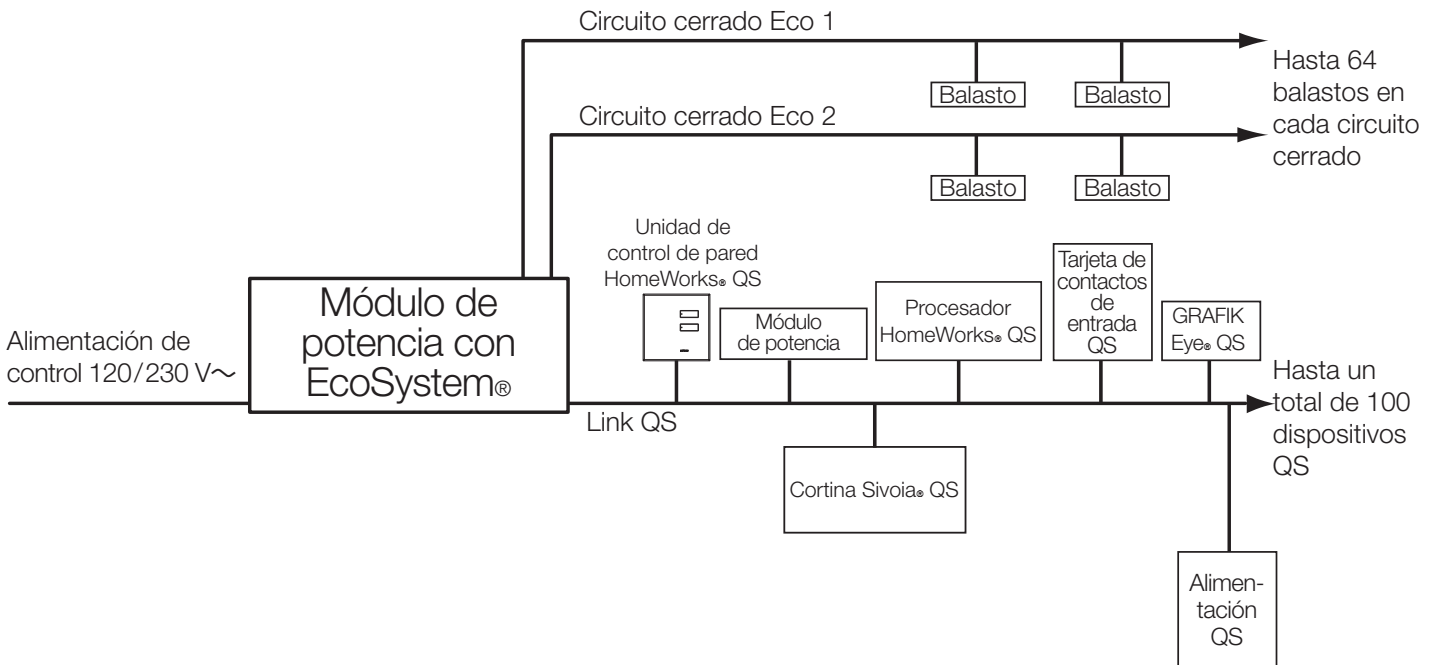 Circuito cerrado Eco 1
Balasto
Balasto
Hasta 64
balastos en
cada circuito
cerrado
Circuito cerrado Eco 2
Balasto
Balasto
Unidad de
control de pared
HomeWorks® QS
Módulo de
potencia con
EcoSystem®
Alimentación de
control 120/230 V~
Módulo
de potencia
Procesador
HomeWorks® QS
Tarjeta de
contactos
de
entrada
QS
GRAFIK
Eye® QS
Link QS
Hasta un
total de 100
dispositivos
QS
Cortina Sivoia® QS
Alimen-
tación
QS